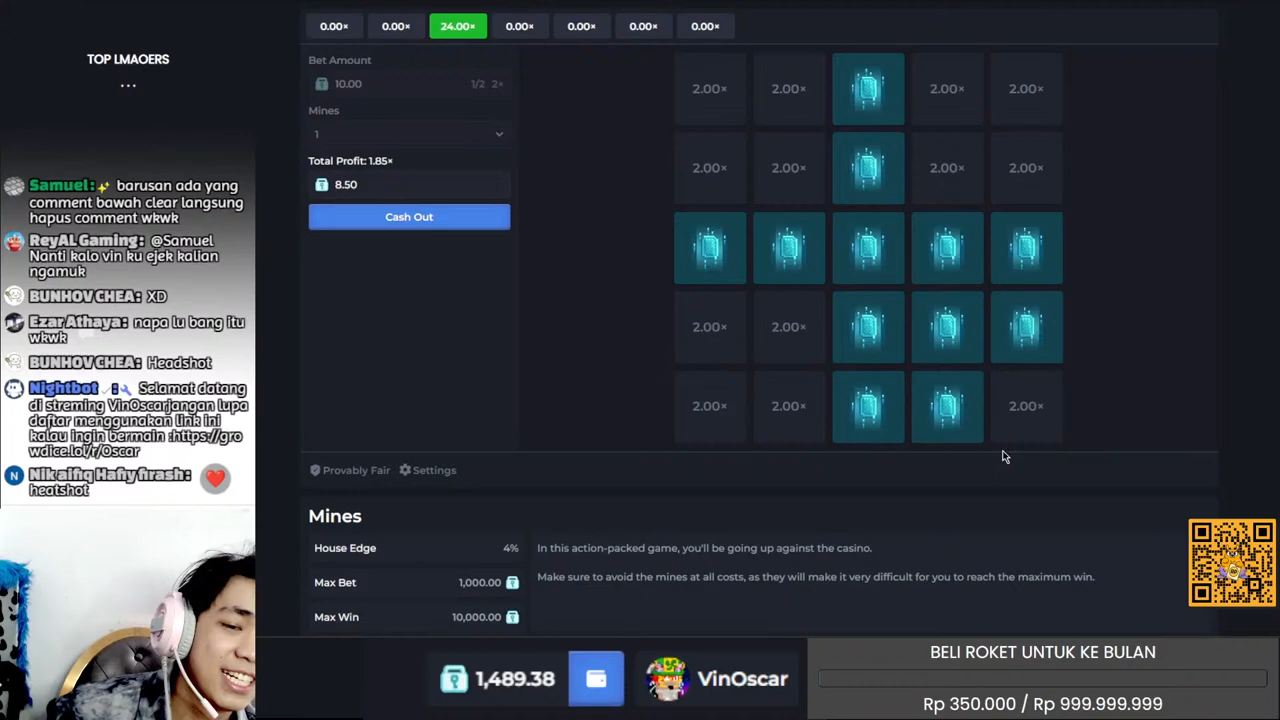 0.00×
0.00×
24.00×
0.00×
0.00×
0.00×
0.00×
TOP LMAOERS
...
Samuel:✨ barusan ada yang
comment bawah clear langsung
hapus comment wkwk
ReyAL Gaming: @Samuel
Nanti kalo vin ku ejek kalian
ngamuk
BUNHOV CHEA: XD
Ezar Athaya: napa lu bang itu
wkwk
BUNHOV CHEA: Headshot
Nightbot ✓:🔧 Selamat datang
di streming VinOscarjangan lupa
daftar menggunakan link ini
kalau ingin bermain :https://gro
wdice.lol/r/Oscar
N
Nik afiq Hafiy firash: ❤️
heatshot
Bet Amount
10.00
1/2
2×
Mines
1
Total Profit: 1.85×
8.50
Cash Out
2.00×
2.00×
2.00×
2.00×
2.00×
2.00×
2.00×
2.00×
2.00×
2.00×
2.00×
2.00×
2.00×
Provably Fair
Settings
Mines
House Edge
4%
Max Bet
1,000.00
Max Win
10,000.00
In this action-packed game, you'll be going up against the casino.
Make sure to avoid the mines at all costs, as they will make it very difficult for you to reach the maximum win.
1,489.38
VinOscar
BELI ROKET UNTUK KE BULAN
Rp 350.000 / Rp 999.999.999